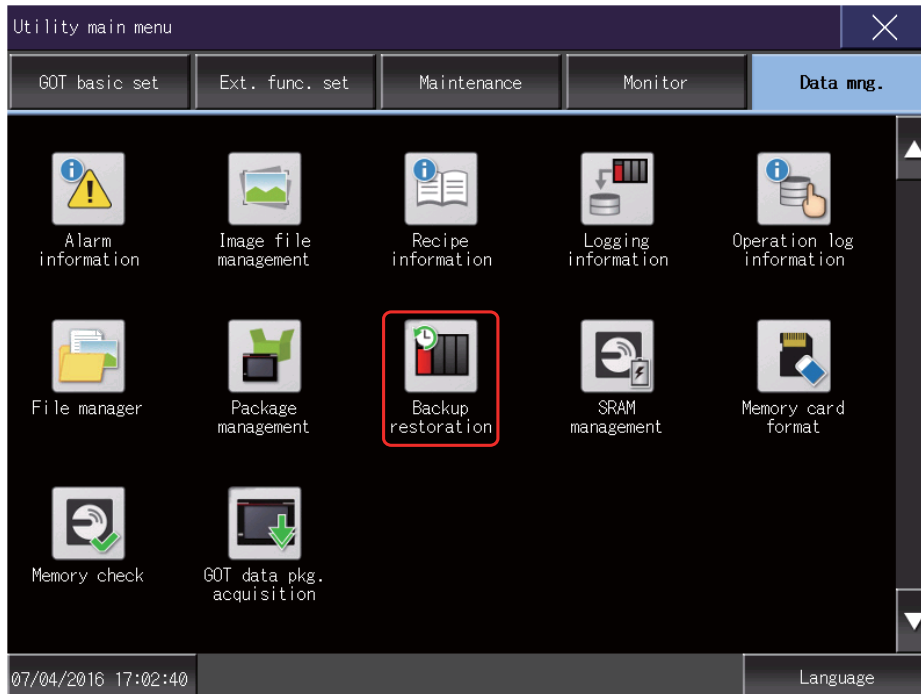 Utility main menu
GOT basic set
Ext. func. set
Maintenance
Monitor
Data mng.
Alarm
information
Image file
management
Recipe
information
Logging
information
Operation log
information
File manager
Package
management
Backup
restoration
SRAM
management
Memory card
format
Memory check
GOT data pkg.
acquisition
07/04/2016 17:02:40
Language